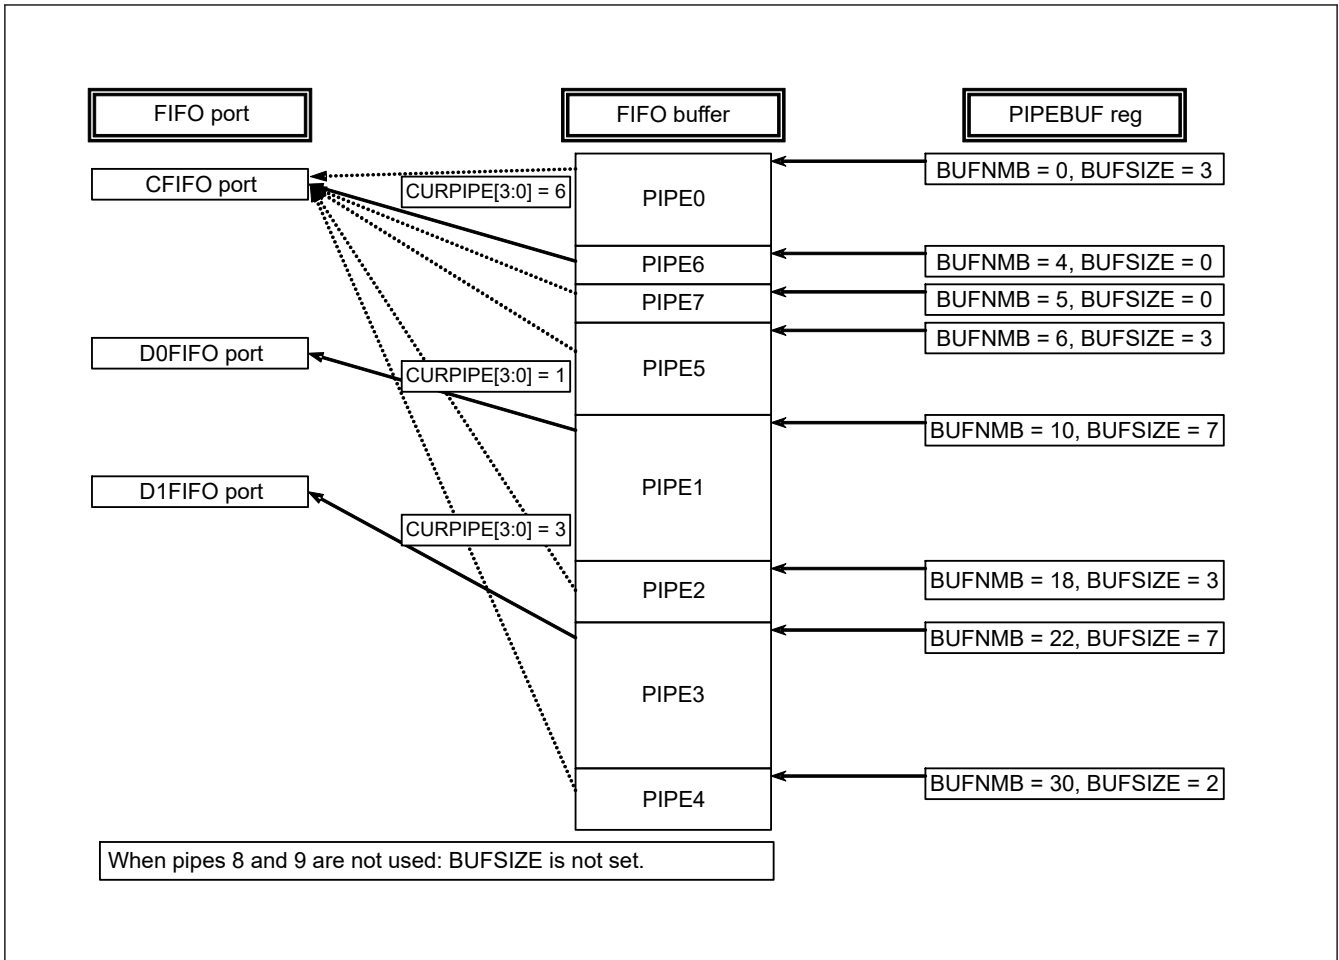 FIFO port
FIFO buffer
PIPEBUF reg
CFIFO port
CURPIPE[3:0] = 6
PIPE0
BUFNMB = 0, BUFSIZE = 3
PIPE6
BUFNMB = 4, BUFSIZE = 0
PIPE7
BUFNMB = 5, BUFSIZE = 0
D0FIFO port
CURPIPE[3:0] = 1
PIPE5
BUFNMB = 6, BUFSIZE = 3
PIPE1
BUFNMB = 10, BUFSIZE = 7
D1FIFO port
CURPIPE[3:0] = 3
PIPE2
BUFNMB = 18, BUFSIZE = 3
PIPE3
BUFNMB = 22, BUFSIZE = 7
PIPE4
BUFNMB = 30, BUFSIZE = 2
When pipes 8 and 9 are not used: BUFSIZE is not set.